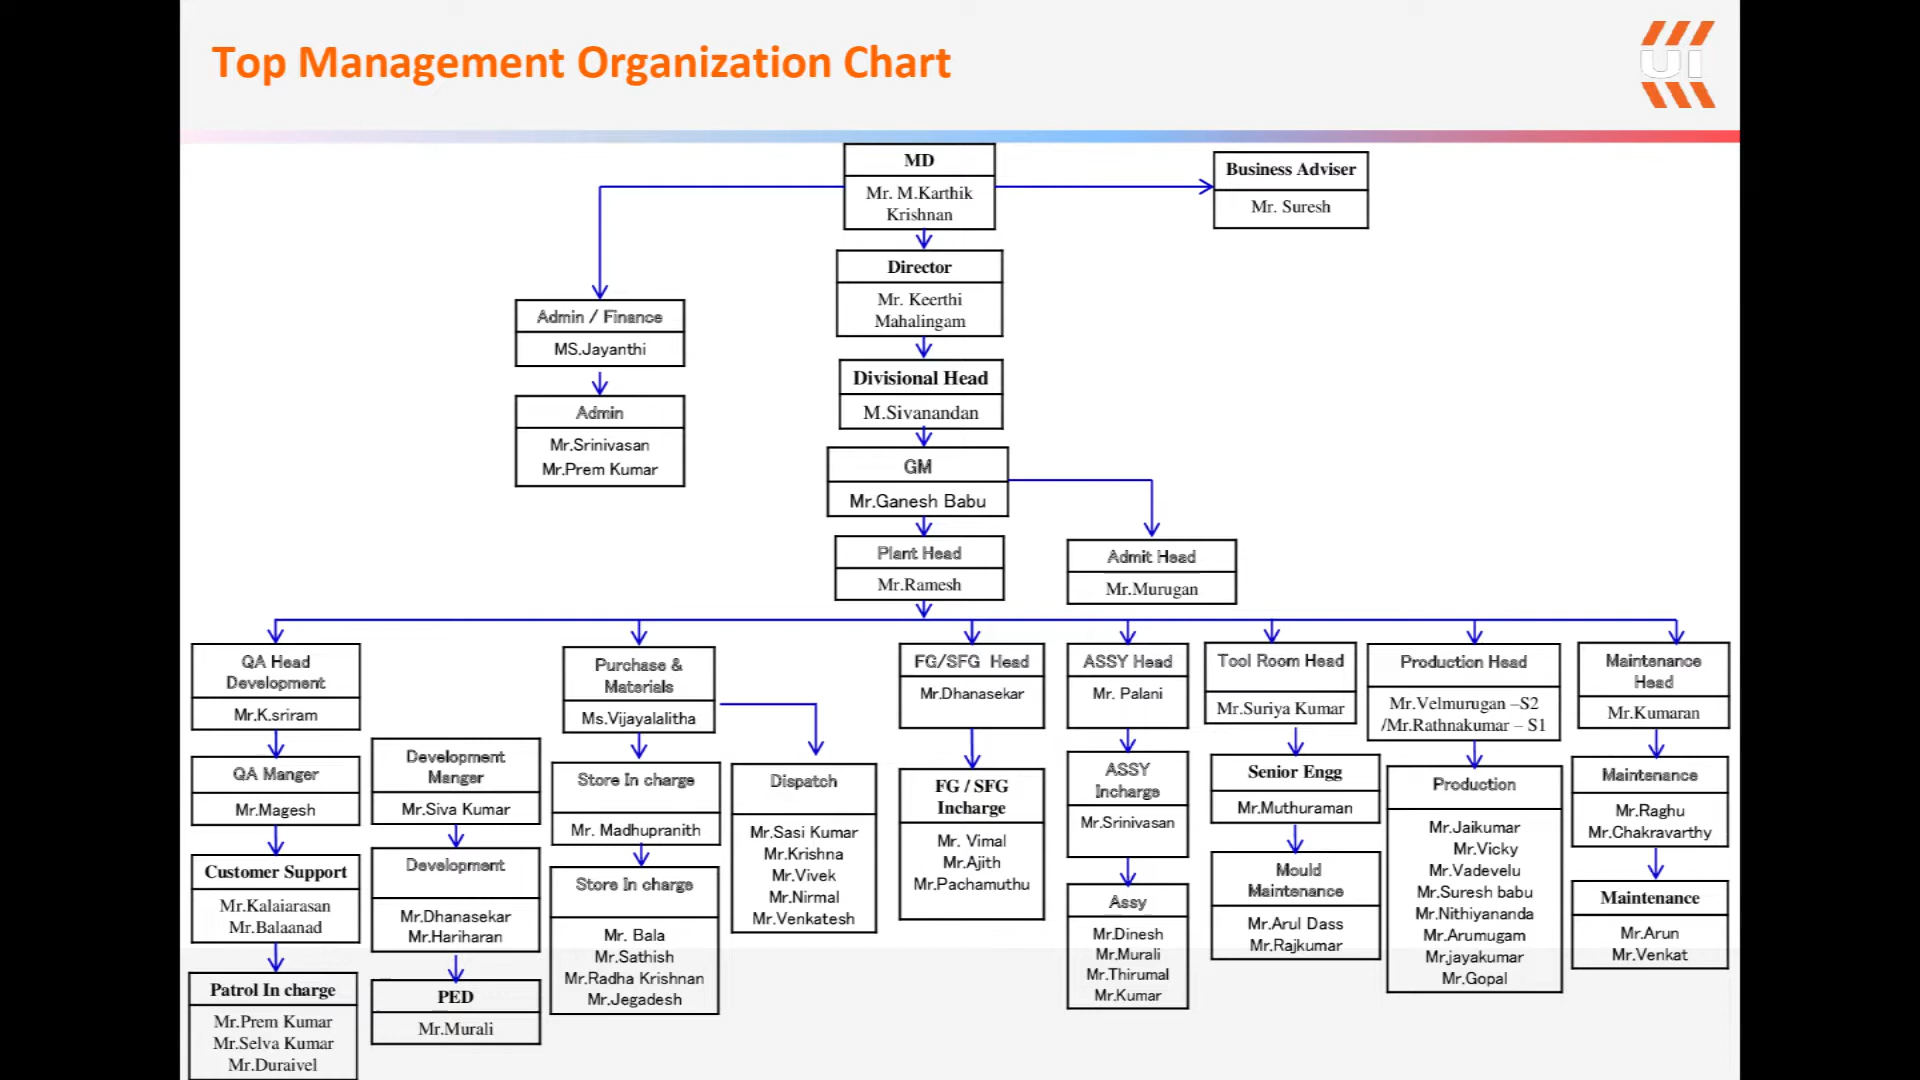 Top Management Organization Chart
UI
MD
Mr. M.Karthik
Krishnan
Business Adviser
Mr. Suresh
Director
Mr. Keerthi
Mahalingam
Admin / Finance
MS.Jayanthi
Divisional Head
M.Sivanandan
Admin
Mr.Srinivasan
Mr.Prem Kumar
GM
Mr.Ganesh Babu
Plant Head
Mr.Ramesh
Admit Head
Mr.Murugan
QA Head
Development
Mr.K.sriram
QA Manger
Mr.Magesh
Customer Support
Mr.Kalaiarasan
Mr.Balaanad
Patrol In charge
Mr.Prem Kumar
Mr.Selva Kumar
Mr.Duraivel
Development
Manger
Mr.Siva Kumar
Development
Mr.Dhanasekar
Mr.Hariharan
PED
Mr.Murali
Purchase &
Materials
Ms.Vijayalalitha
Store In charge
Mr. Madhupranith
Store In charge
Mr. Bala
Mr.Sathish
Mr.Radha Krishnan
Mr.Jegadesh
Dispatch
Mr.Sasi Kumar
Mr.Krishna
Mr.Vivek
Mr.Nirmal
Mr.Venkatesh
FG/SFG Head
Mr.Dhanasekar
FG / SFG
Incharge
Mr. Vimal
Mr.Ajith
Mr.Pachamuthu
ASSY Head
Mr. Palani
ASSY
Incharge
Mr.Srinivasan
Assy
Mr.Dinesh
Mr.Murali
Mr.Thirumal
Mr.Kumar
Tool Room Head
Mr.Suriya Kumar
Senior Engg
Mr.Muthuraman
Mould
Maintenance
Mr.Arul Dass
Mr.Rajkumar
Production Head
Mr.Velmurugan –S2
/Mr.Rathnakumar – S1
Production
Mr.Jaikumar
Mr.Vicky
Mr.Vadevelu
Mr.Suresh babu
Mr.Nithiyananda
Mr.Arumugam
Mr.jayakumar
Mr.Gopal
Maintenance
Head
Mr.Kumaran
Maintenance
Mr.Raghu
Mr.Chakravarthy
Maintenance
Mr.Arun
Mr.Venkat